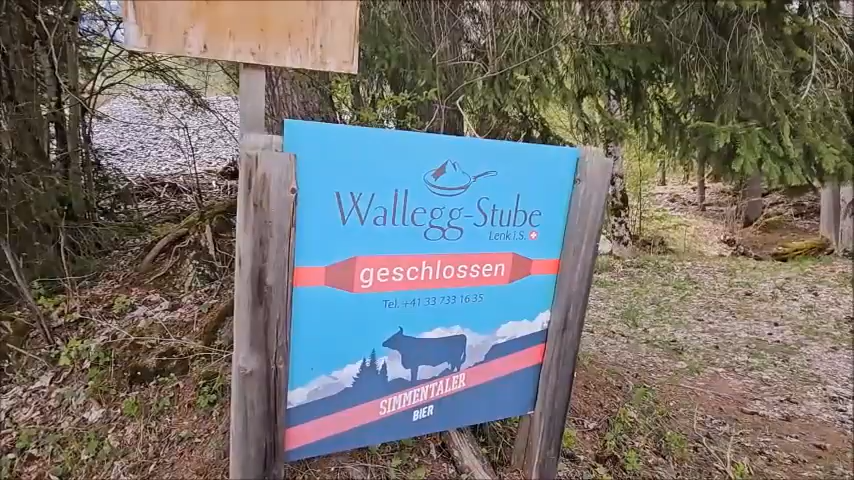 Wallegg-Stube
Lenk i.S.
geschlossen
Tel. +41 33 733 16 35
SIMMENTALER
BIER